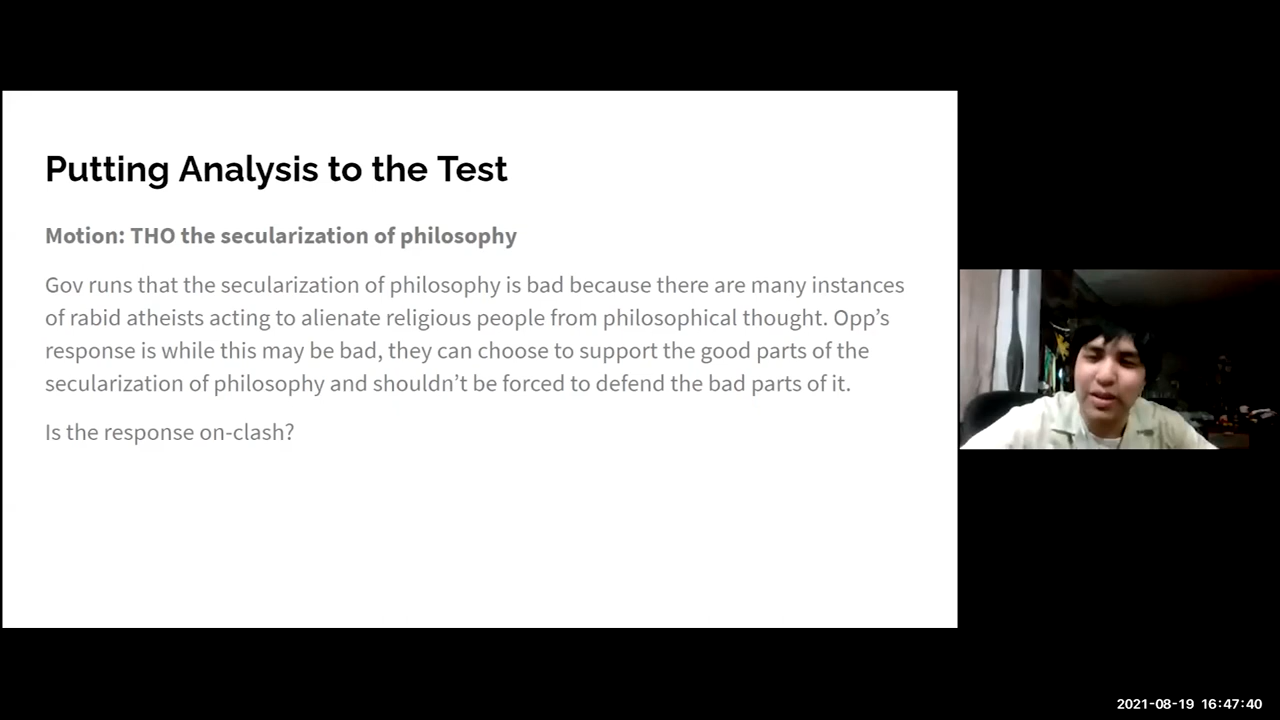 Putting Analysis to the Test
Motion: THO the secularization of philosophy
Gov runs that the secularization of philosophy is bad because there are many instances
of rabid atheists acting to alienate religious people from philosophical thought. Opp’s
response is while this may be bad, they can choose to support the good parts of the
secularization of philosophy and shouldn’t be forced to defend the bad parts of it.
Is the response on-clash?
2021-08-19 16:47:40